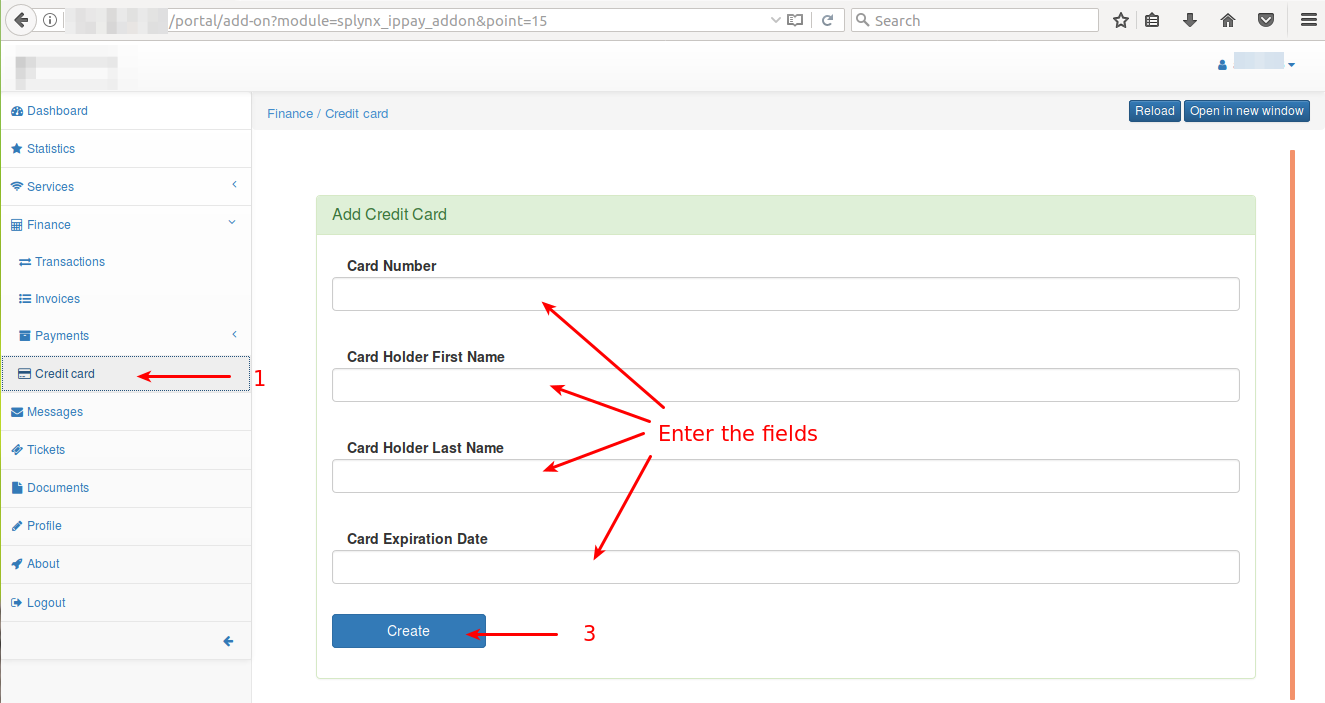 /portal/add-on?module=splynx_ippay_addon&point=15
Search
Dashboard
Statistics
Services
Finance
Transactions
Invoices
Payments
Credit card
1
Messages
Tickets
Documents
Profile
About
Logout
Finance / Credit card
Reload
Open in new window
Add Credit Card
Card Number
Card Holder First Name
Enter the fields
Card Holder Last Name
Card Expiration Date
Create
3